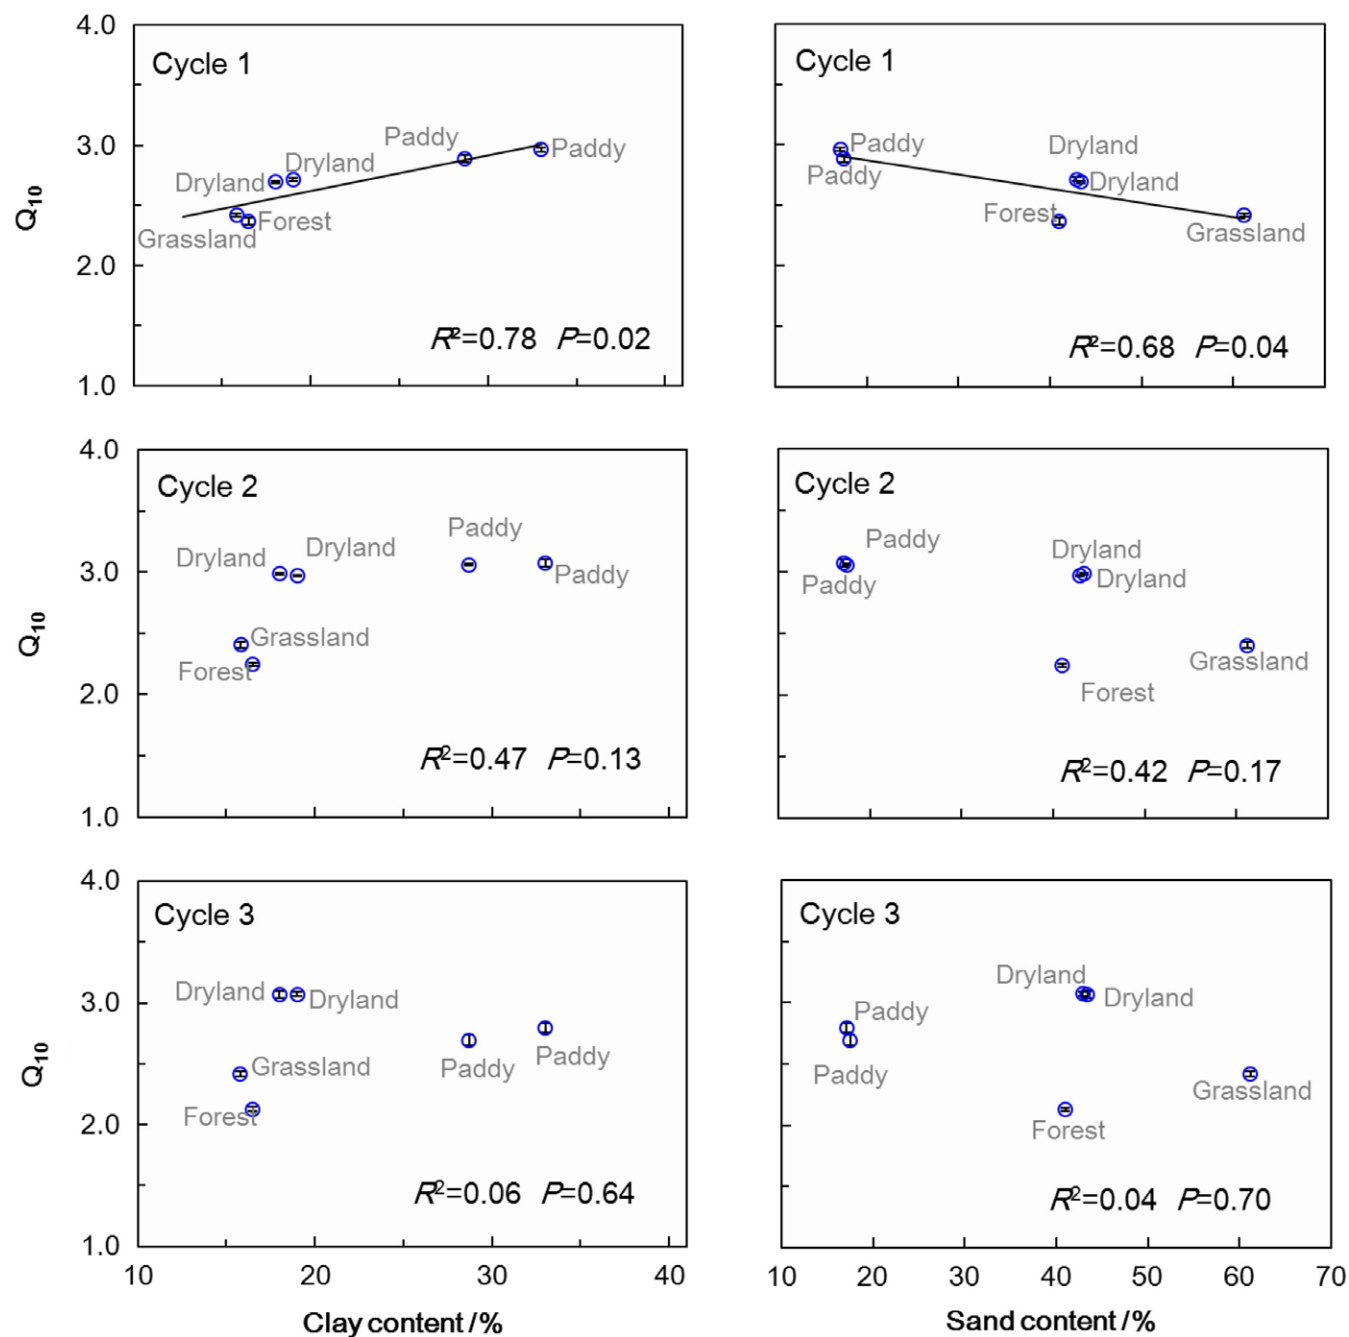 4.0
3.0
2.0
1.0
Q10
Cycle 1
Paddy
Paddy
Dryland
Dryland
Forest
Grassland
R²=0.78 P=0.02
Cycle 1
Paddy
Paddy
Dryland
Dryland
Forest
Grassland
R²=0.68 P=0.04
4.0
3.0
2.0
1.0
Q10
Cycle 2
Paddy
Dryland
Dryland
Paddy
Grassland
Forest
R²=0.47 P=0.13
Cycle 2
Paddy
Paddy
Dryland
Dryland
Grassland
Forest
R²=0.42 P=0.17
4.0
3.0
2.0
1.0
Q10
Cycle 3
Dryland
Dryland
Grassland
Paddy
Paddy
Forest
R²=0.06 P=0.64
10 20 30 40
Clay content /%
Cycle 3
Dryland
Dryland
Paddy
Paddy
Grassland
Forest
R²=0.04 P=0.70
10 20 30 40 50 60 70
Sand content /%